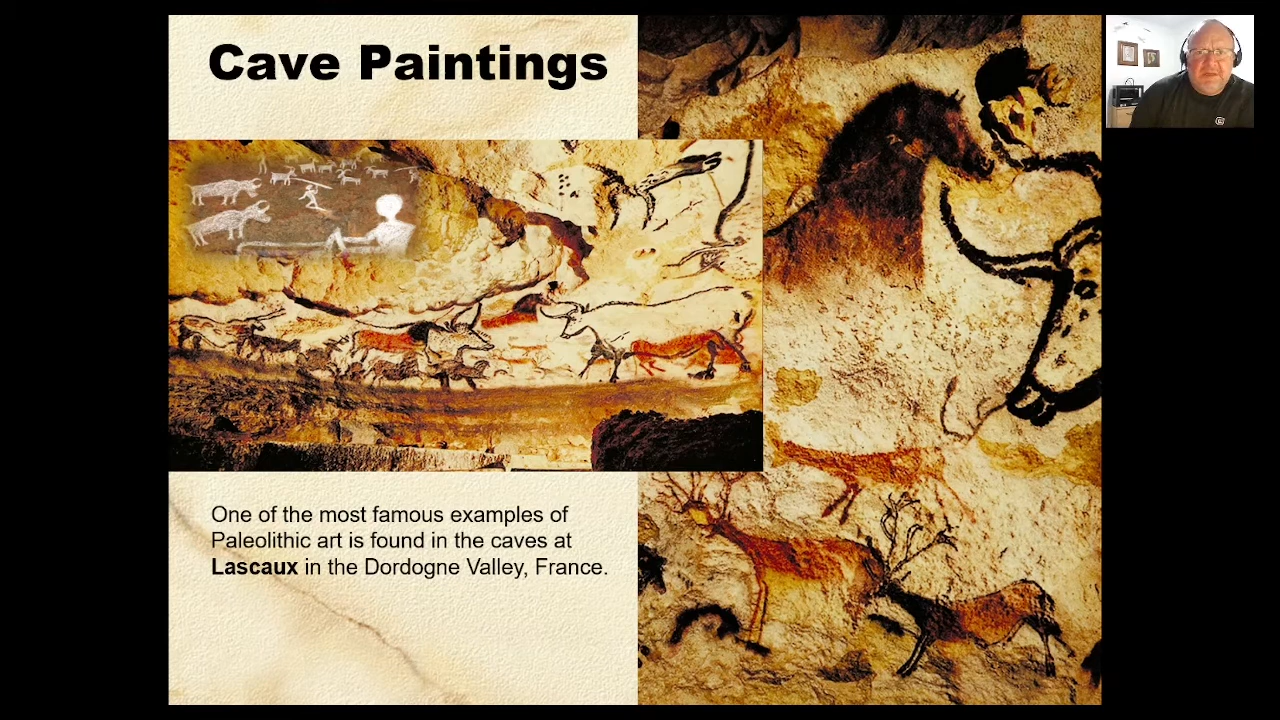 Cave Paintings
One of the most famous examples of
Paleolithic art is found in the caves at
Lascaux in the Dordogne Valley, France.